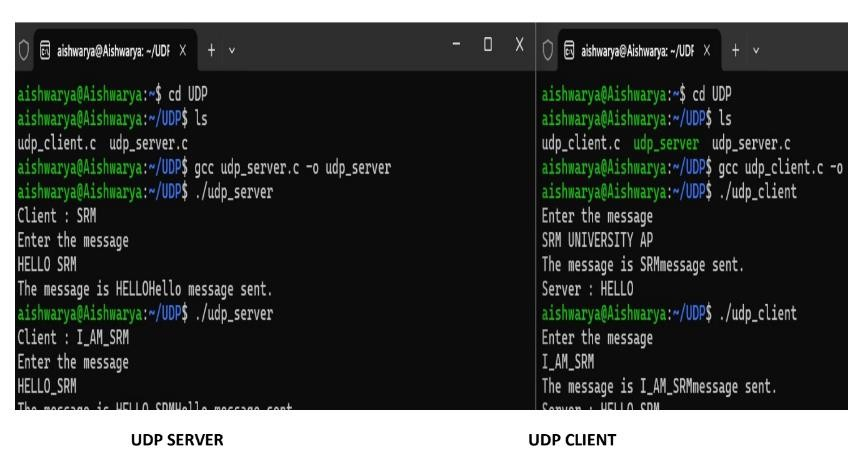 aishwarya@Aishwarya: ~/UDF
aishwarya@Aishwarya:~$ cd UDP
aishwarya@Aishwarya:~/UDP$ ls
udp_client.c udp_server.c
aishwarya@Aishwarya:~/UDP$ gcc udp_server.c -o udp_server
aishwarya@Aishwarya:~/UDP$ ./udp_server
Client : SRM
Enter the message
HELLO SRM
The message is HELLOHello message sent.
aishwarya@Aishwarya:~/UDP$ ./udp_server
Client : I_AM_SRM
Enter the message
HELLO_SRM
The message is HELLO_SRMHello message sent
UDP SERVER
aishwarya@Aishwarya: ~/UDF
aishwarya@Aishwarya:~$ cd UDP
aishwarya@Aishwarya:~/UDP$ ls
udp_client.c udp_server udp_server.c
aishwarya@Aishwarya:~/UDP$ gcc udp_client.c -o
aishwarya@Aishwarya:~/UDP$ ./udp_client
Enter the message
SRM UNIVERSITY AP
The message is SRMmessage sent.
Server : HELLO
aishwarya@Aishwarya:~/UDP$ ./udp_client
Enter the message
I_AM_SRM
The message is I_AM_SRMmessage sent.
Server : HELLO_SRM
UDP CLIENT